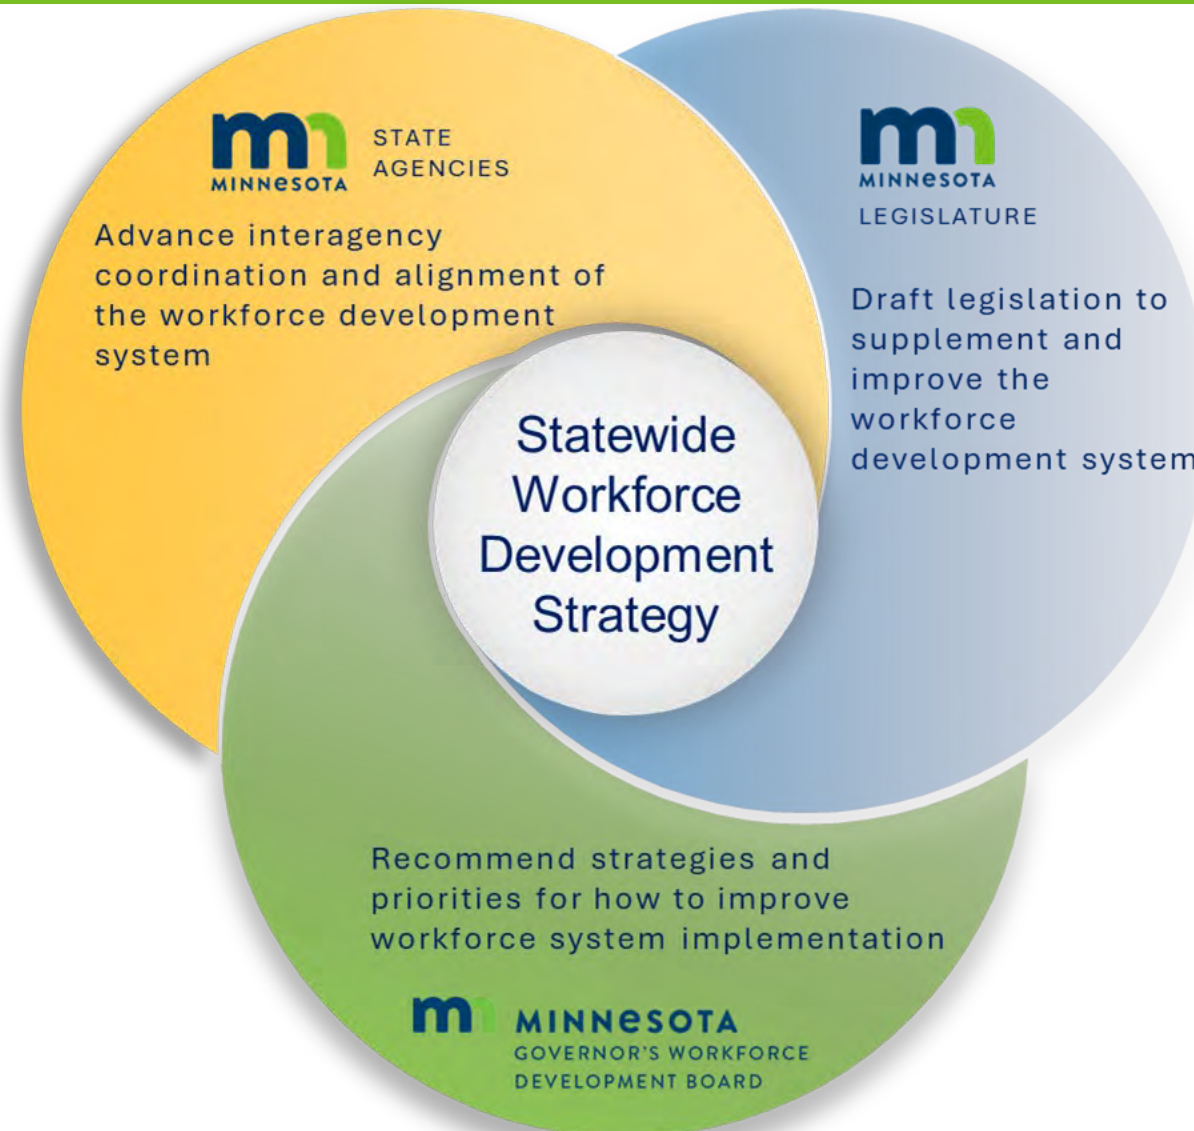 MINNESOTA
STATE
AGENCIES
Advance interagency
coordination and alignment of
the workforce development
system
MINNESOTA
LEGISLATURE
Draft legislation to
supplement and
improve the
workforce
development system
Statewide
Workforce
Development
Strategy
Recommend strategies and
priorities for how to improve
workforce system implementation
MINNESOTA
GOVERNOR'S WORKFORCE
DEVELOPMENT BOARD